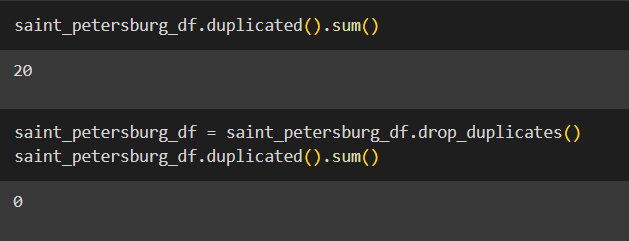 saint_petersburg_df.duplicated().sum()
20
saint_petersburg_df = saint_petersburg_df.drop_duplicates()
saint_petersburg_df.duplicated().sum()
0